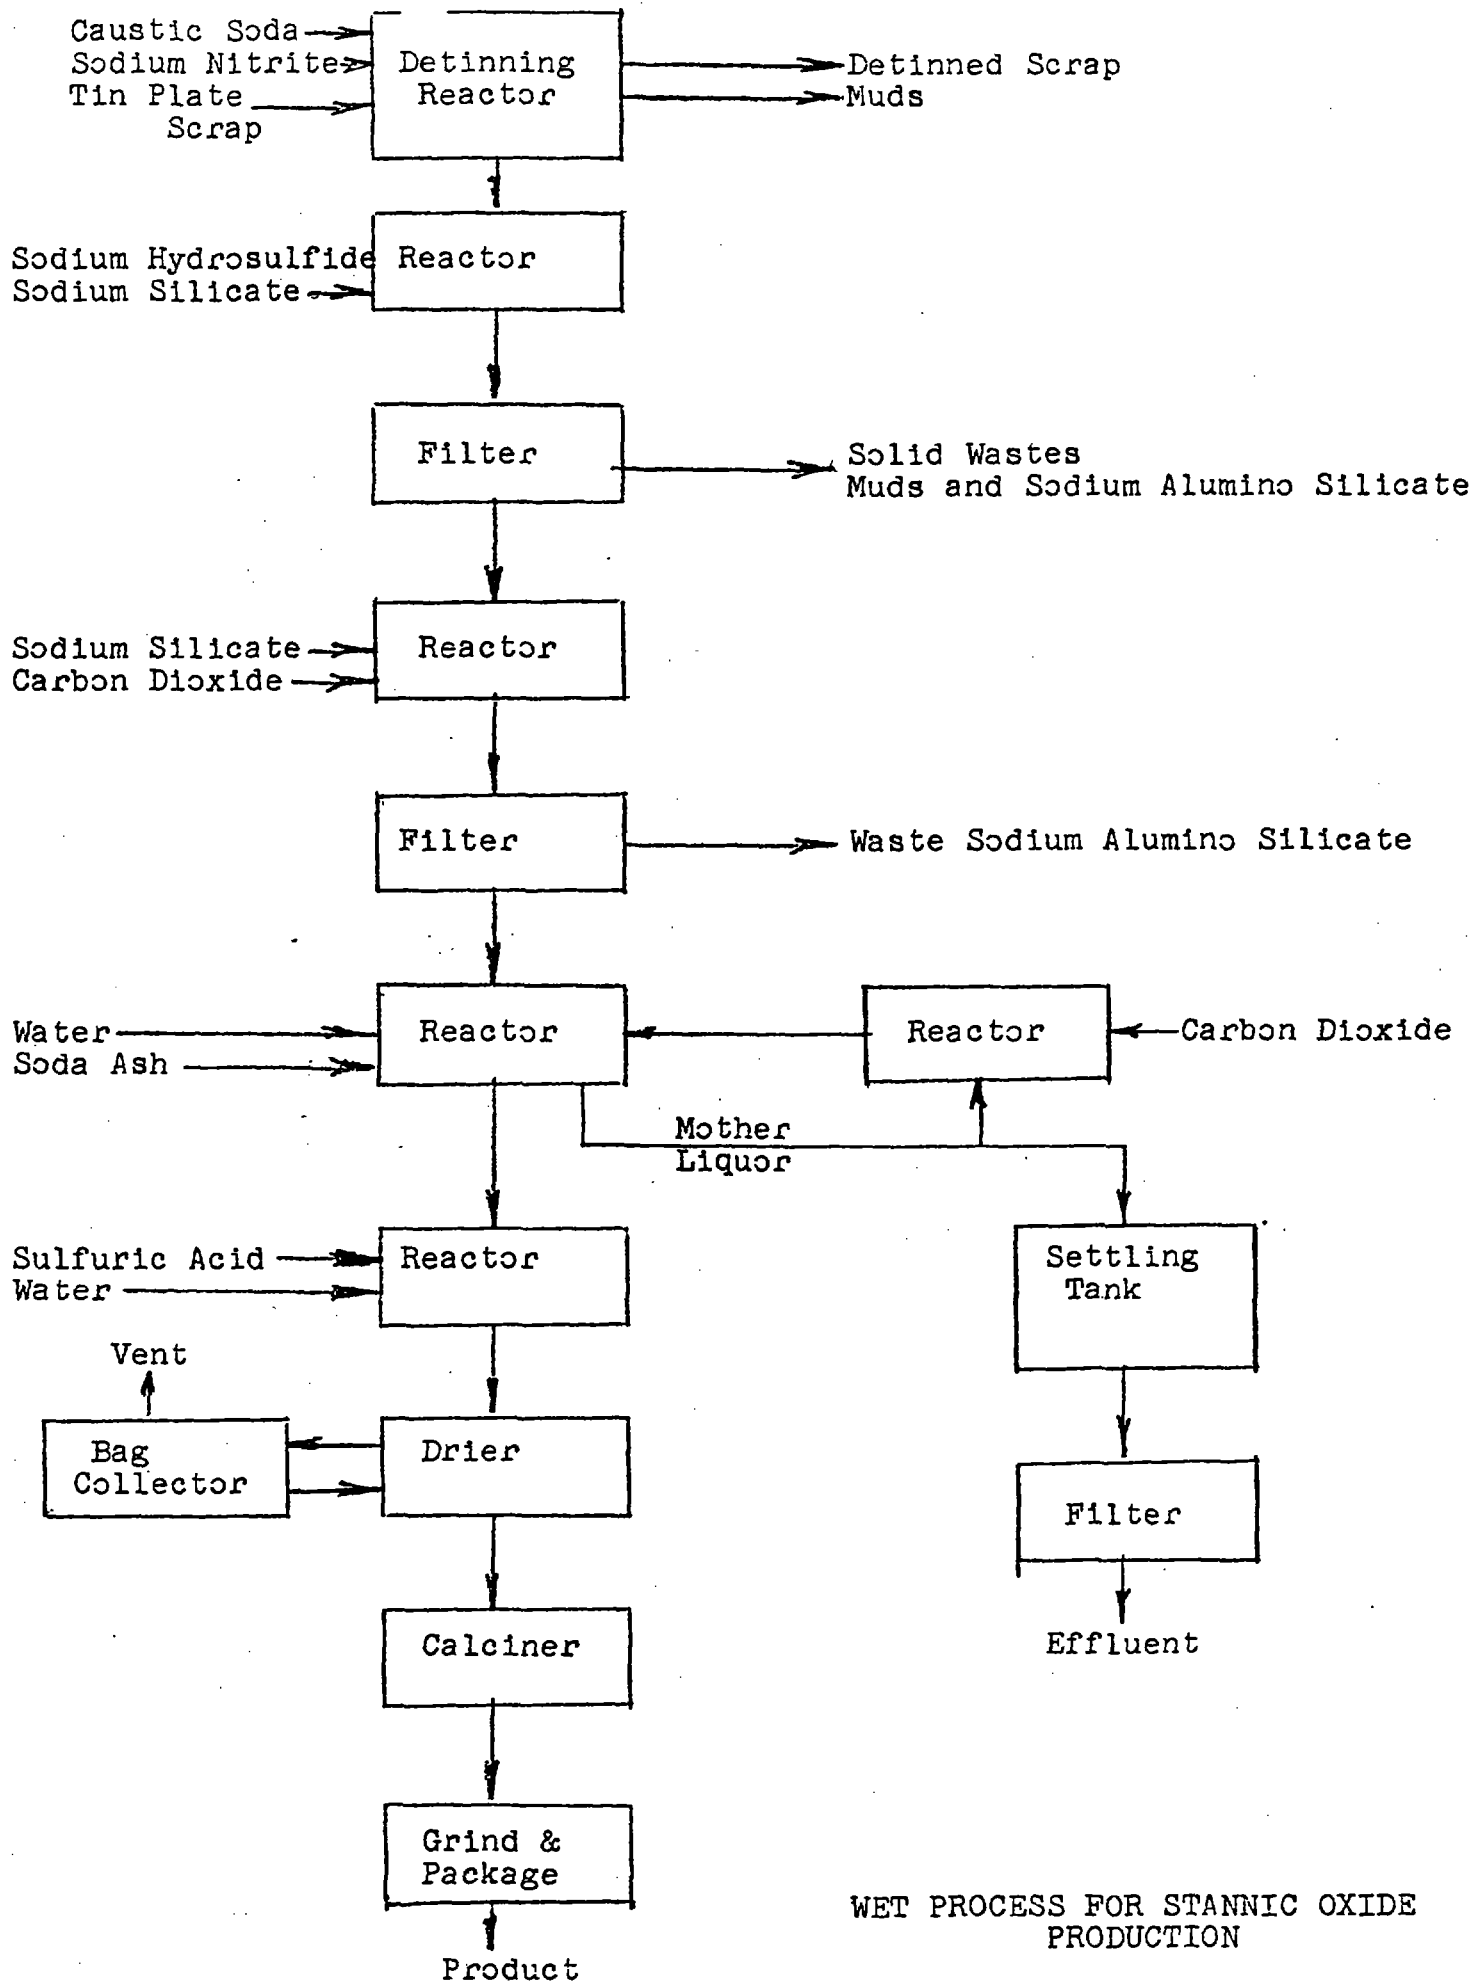 Caustic Soda
Sodium Nitrite
Tin Plate
Scrap
Detinning
Reactor
Detinned Scrap
Muds
Sodium Hydrosulfide
Sodium Silicate
Reactor
Filter
Solid Wastes
Muds and Sodium Alumino Silicate
Sodium Silicate
Carbon Dioxide
Reactor
Filter
Waste Sodium Alumino Silicate
Water
Soda Ash
Reactor
Reactor
Carbon Dioxide
Mother
Liquor
Sulfuric Acid
Water
Reactor
Settling
Tank
Vent
Bag
Collector
Drier
Filter
Effluent
Calciner
Grind &
Package
Product
WET PROCESS FOR STANNIC OXIDE
PRODUCTION